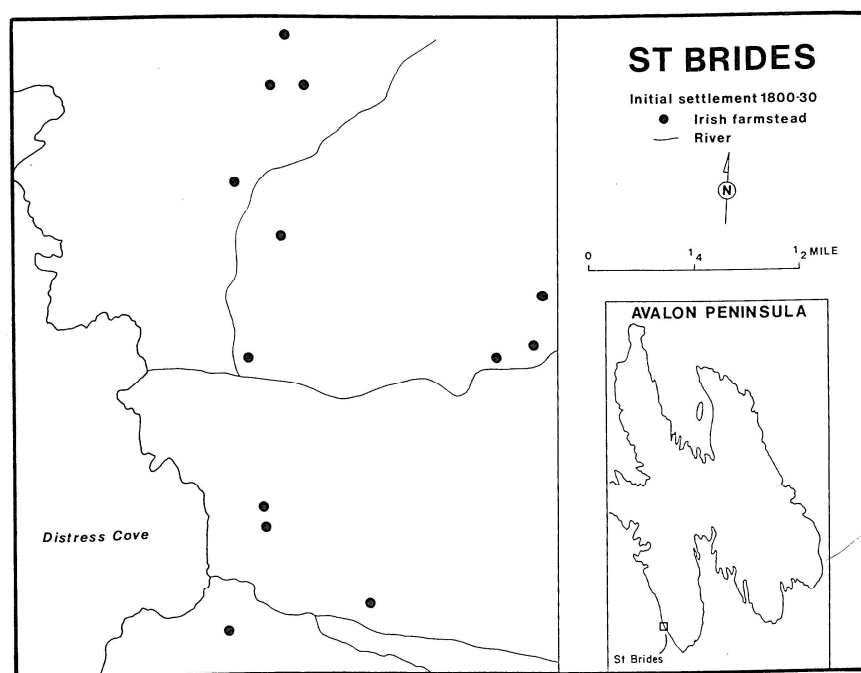 ST BRIDES
Initial settlement 1800-30
Irish farmstead
River
N
0 1/4 1/2 MILE
AVALON PENINSULA
St Brides
Distress Cove